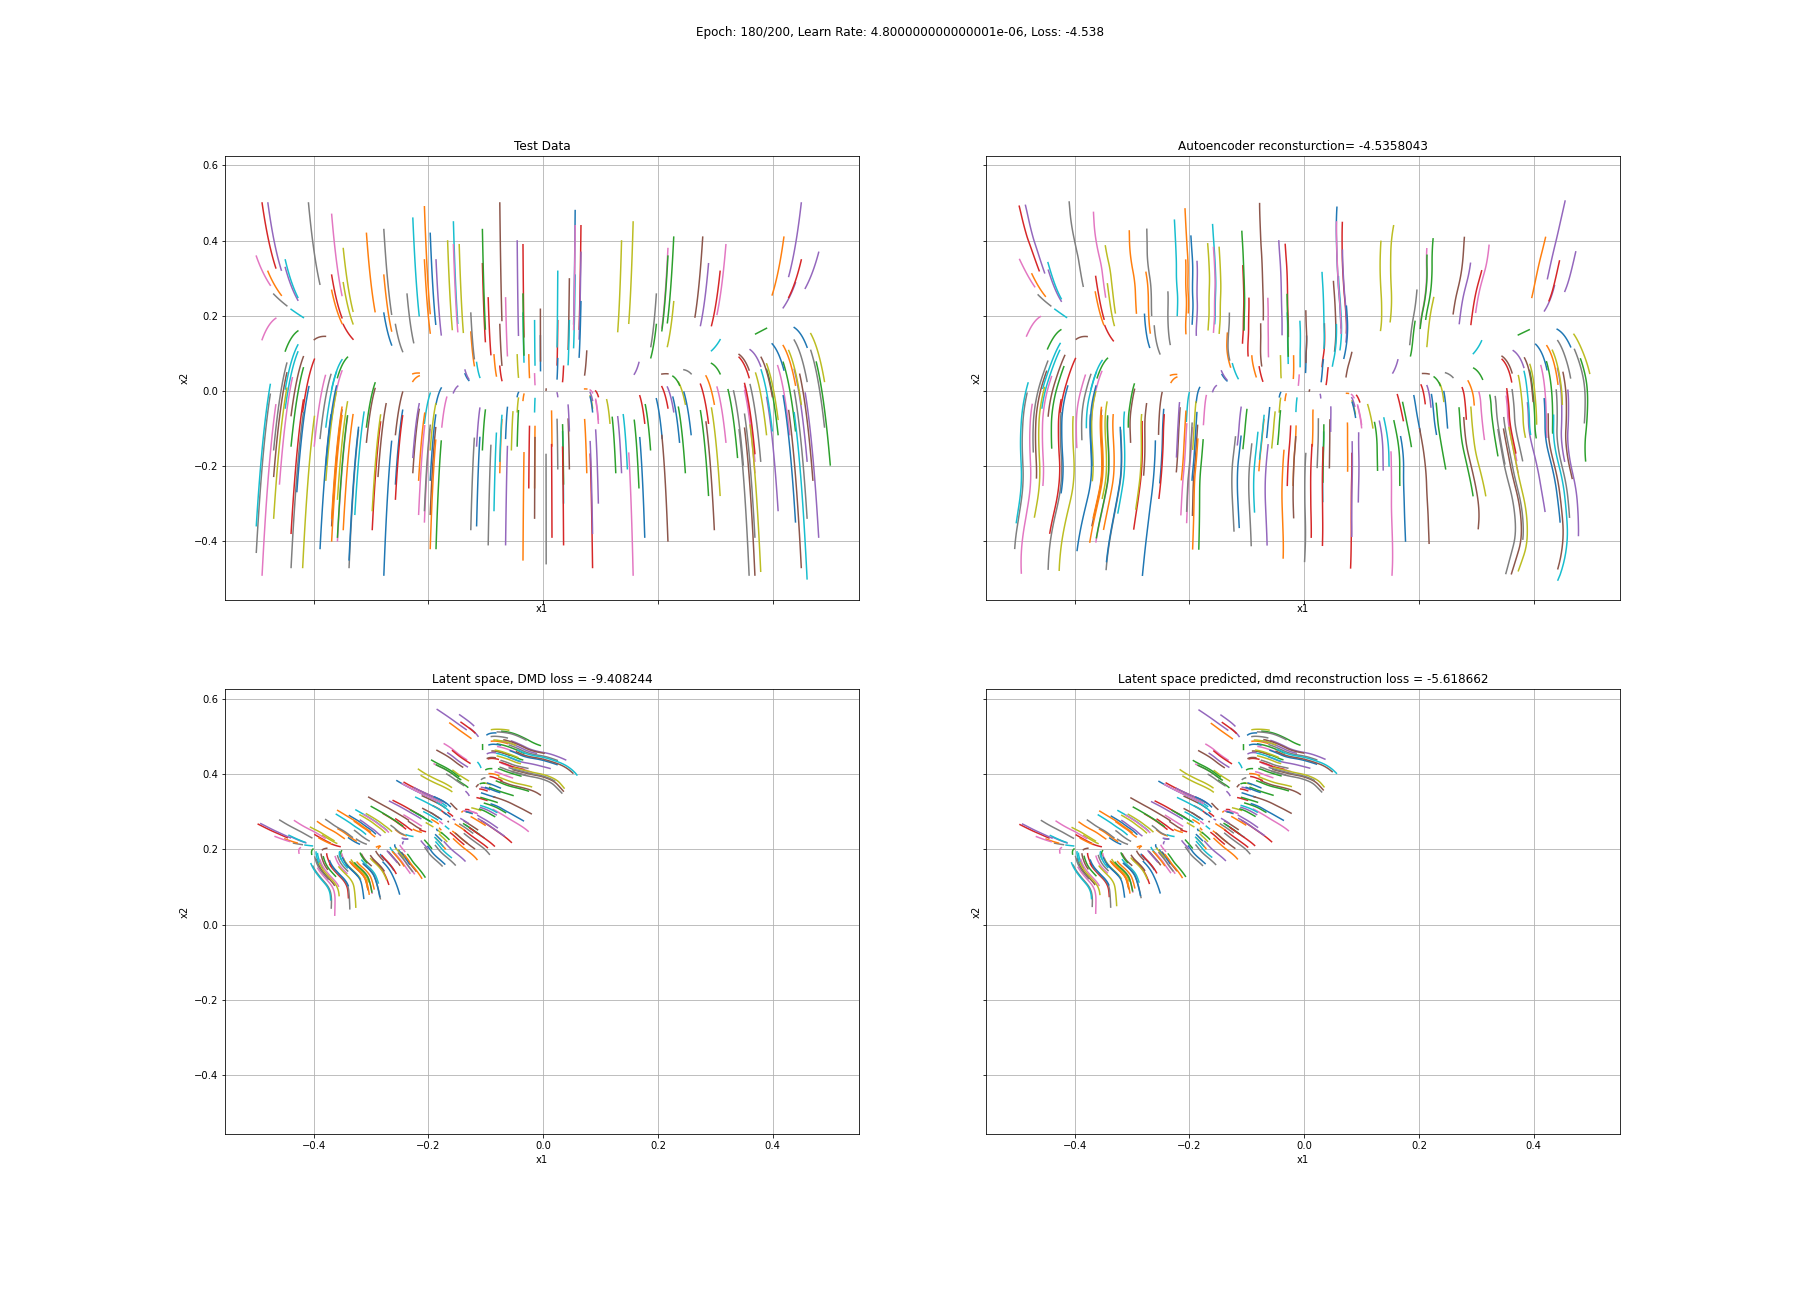 Epoch: 180/200, Learn Rate: 4.800000000000001e-06, Loss: -4.538
Test Data
0.6
0.4
0.2
0.0
−0.2
−0.4
x2
x1
Autoencoder reconsturction= -4.5358043
x2
x1
Latent space, DMD loss = -9.408244
0.6
0.4
0.2
0.0
−0.2
−0.4
x2
−0.4 −0.2 0.0 0.2 0.4
x1
Latent space predicted, dmd reconstruction loss = -5.618662
x2
−0.4 −0.2 0.0 0.2 0.4
x1